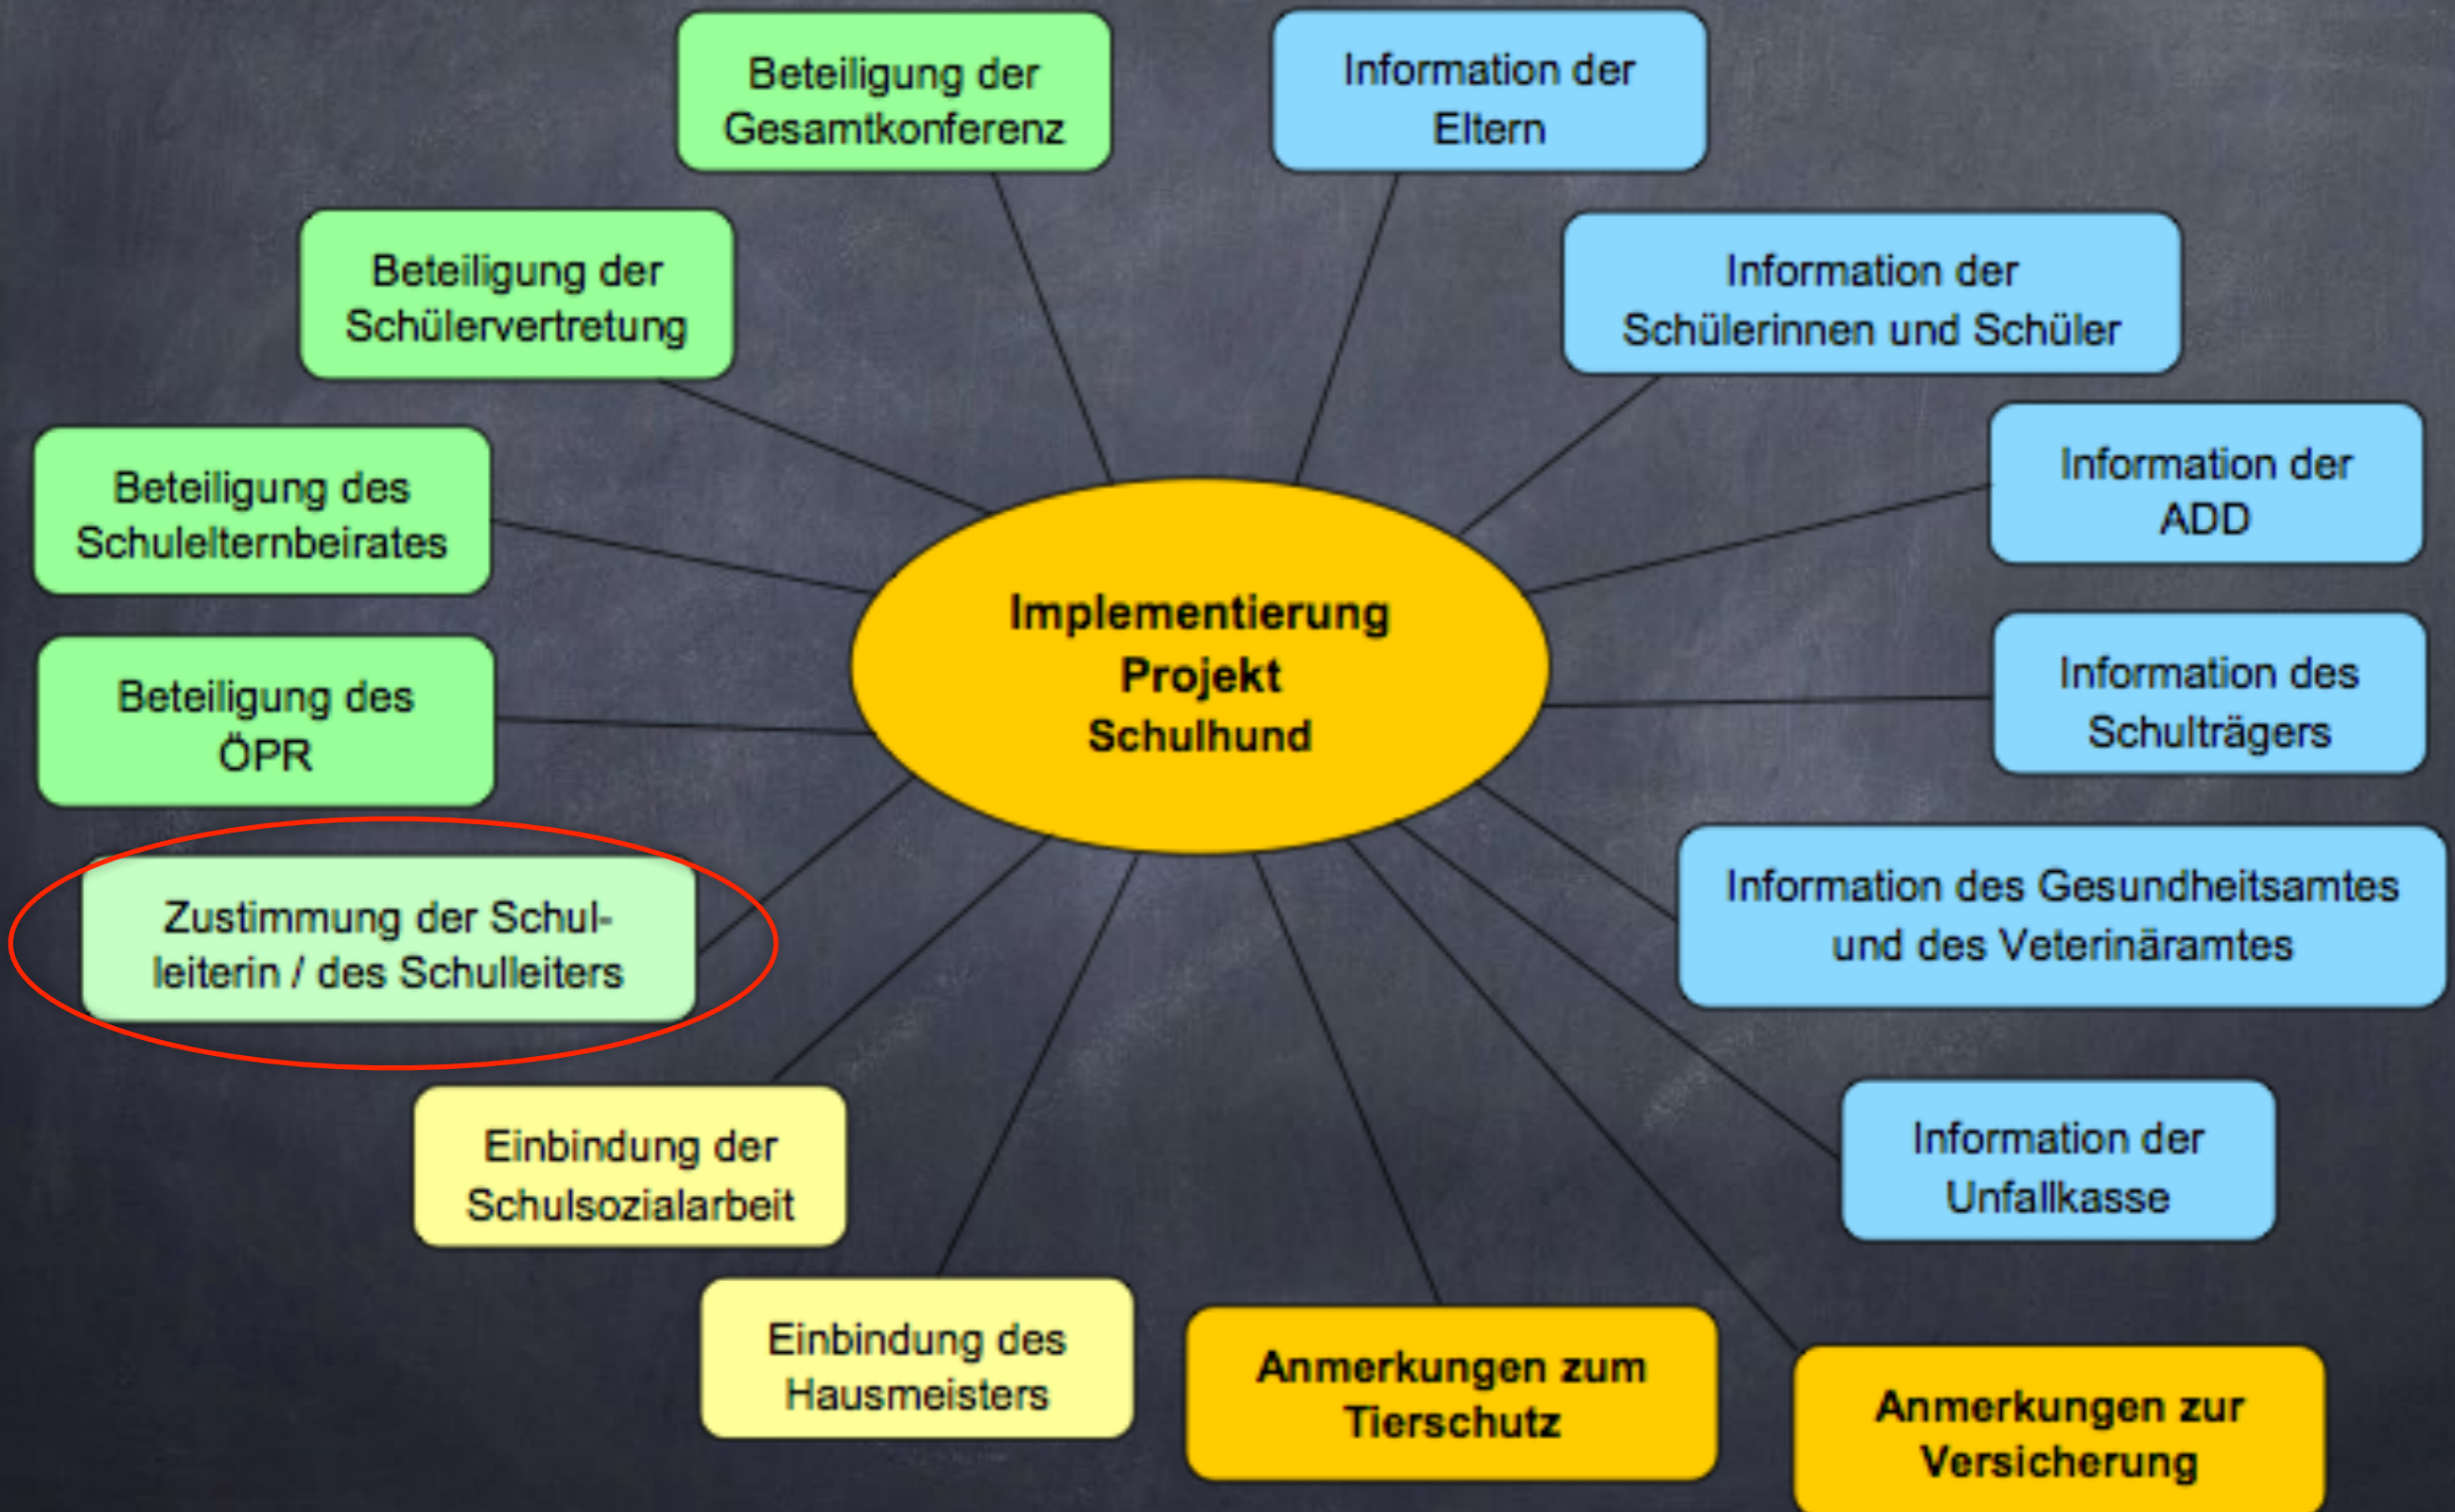 Beteiligung der
Gesamtkonferenz
Information der
Eltern
Beteiligung der
Schülervertretung
Information der
Schülerinnen und Schüler
Beteiligung des
Schulelternbeirates
Information der
ADD
Implementierung
Projekt
Schulhund
Beteiligung des
ÖPR
Information des
Schulträgers
Zustimmung der Schul-
leiterin / des Schulleiters
Information des Gesundheitsamtes
und des Veterinäramtes
Einbindung der
Schulsozialarbeit
Information der
Unfallkasse
Einbindung des
Hausmeisters
Anmerkungen zum
Tierschutz
Anmerkungen zur
Versicherung